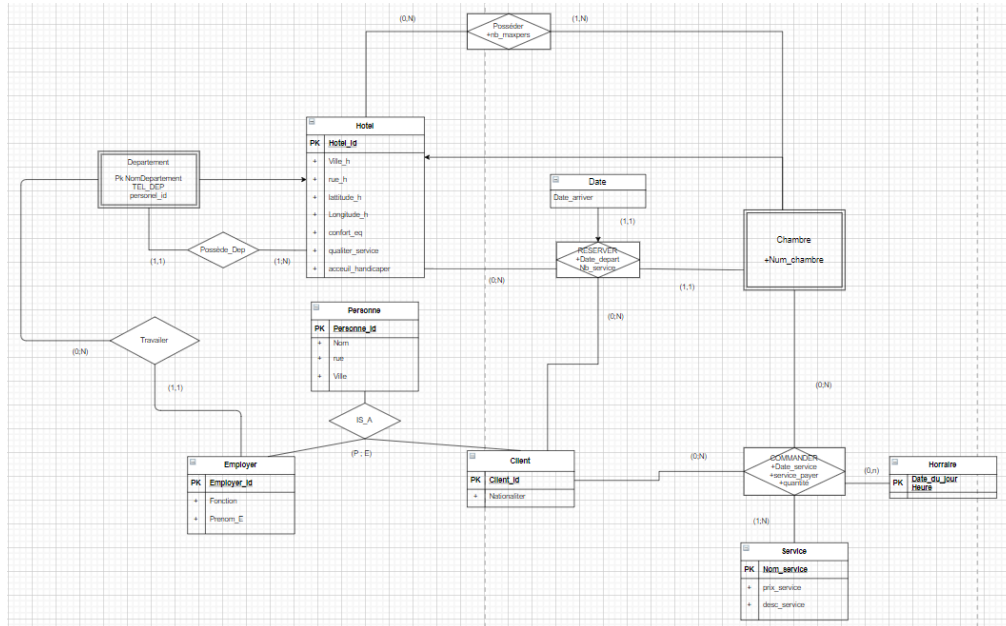 (0,N)
Posséder
+nb_maxpers
(1,N)
Hotel
PK Hotel_id
+ Ville_h
+ rue_h
+ lattitude_h
+ Longitude_h
+ confort_eq
+ qualiter_service
+ acceuil_handicaper
Departement
Pk NomDepartement
TEL_DEP
personel_id
Date
Date_arriver
(1,1)
Chambre
+Num_chambre
Posséde_Dep
(1;1)
(1;N)
RESERVER
+Date_depart
Nb_service
(0;N)
(1,1)
(0;N)
Personne
PK Personne_id
+ Nom
+ rue
+ Ville
Travailer
(0;N)
(1,1)
(0;N)
IS_A
(P , E)
Employer
PK Employer_id
+ Fonction
+ Prenom_E
Client
PK Client_id
+ Nationaliter
(0;N)
COMMANDER
+Date_service
+service_payer
+quantité
(0,n)
Horraire
PK Date_du_jour
Heure
(1;N)
Service
PK Nom_service
+ prix_service
+ desc_service